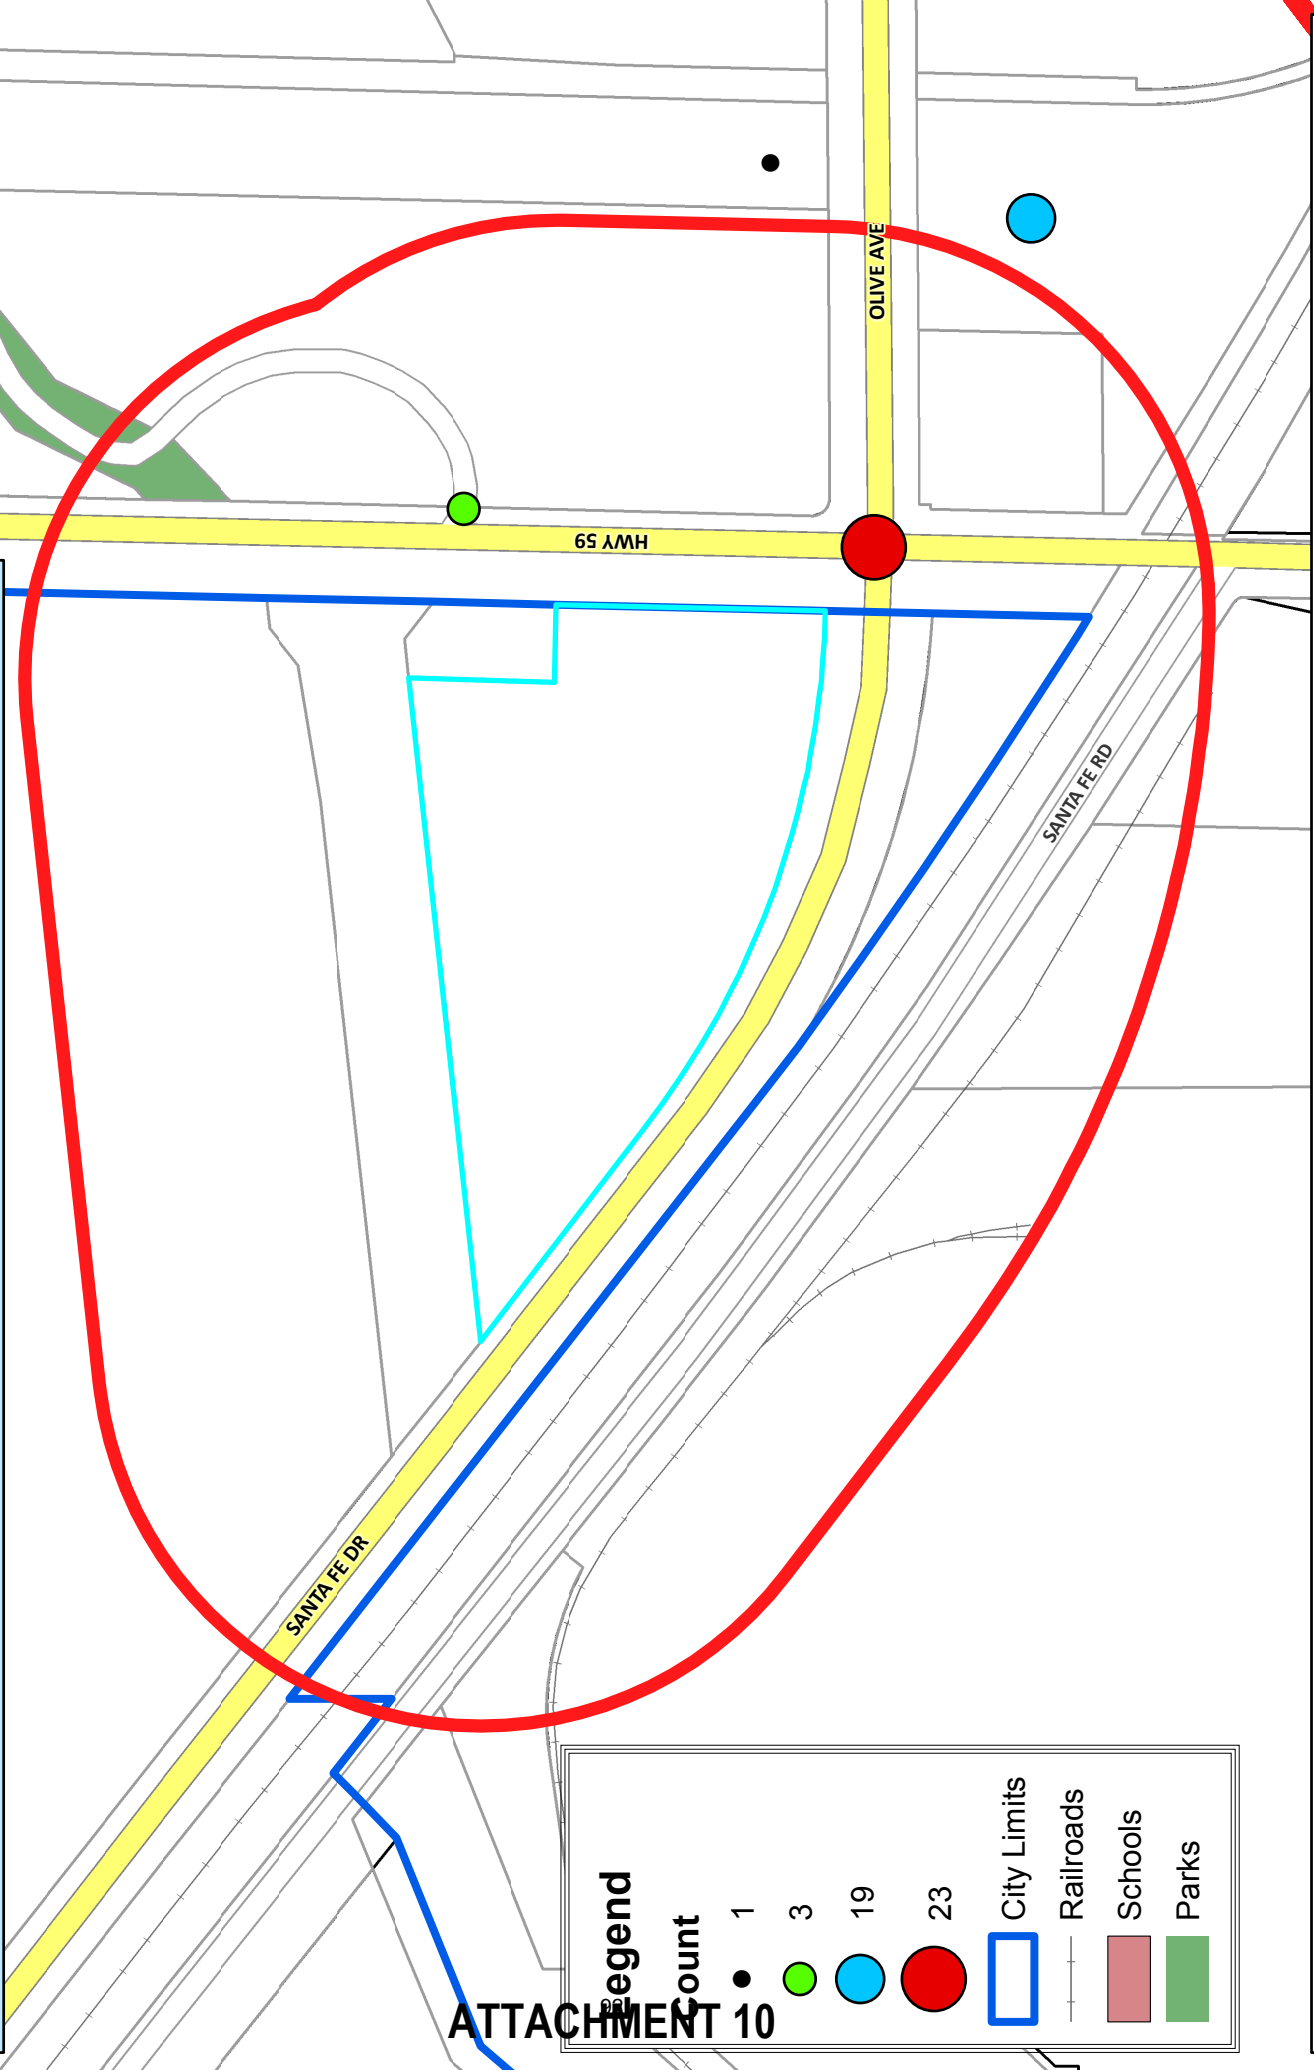 OLIVE AVE
HWY 59
SANTA FE RD
SANTA FE DR
Legend
Count
1
3
19
23
City Limits
Railroads
Schools
Parks
ATTACHMENT 10